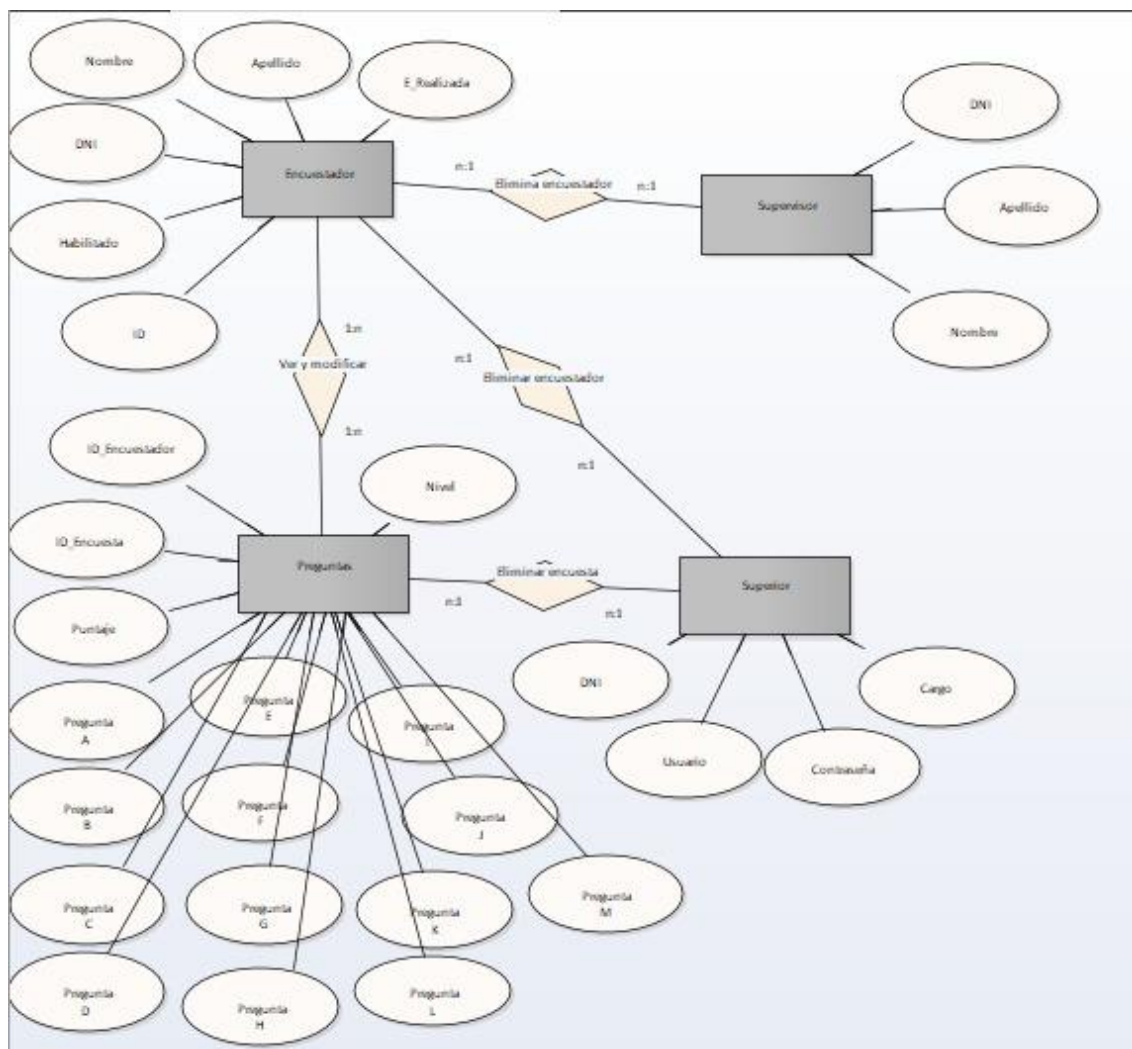 Nombre
Apellido
E_Realizada
DNI
Encuestador
Habilitado
ID
n:1
Elimina encuestador
n:1
Supervisor
DNI
Apellido
Nombre
1:n
Ver y modificar
1:n
n:1
Eliminar encuestador
n:1
ID_Encuestador
Nivel
ID_Encuesta
Preguntas
Puntaje
n:1
Eliminar encuesta
n:1
Superior
DNI
Usuario
Contraseña
Cargo
Pregunta
A
Pregunta
E
Pregunta
I
Pregunta
B
Pregunta
F
Pregunta
J
Pregunta
C
Pregunta
G
Pregunta
K
Pregunta
M
Pregunta
D
Pregunta
H
Pregunta
L